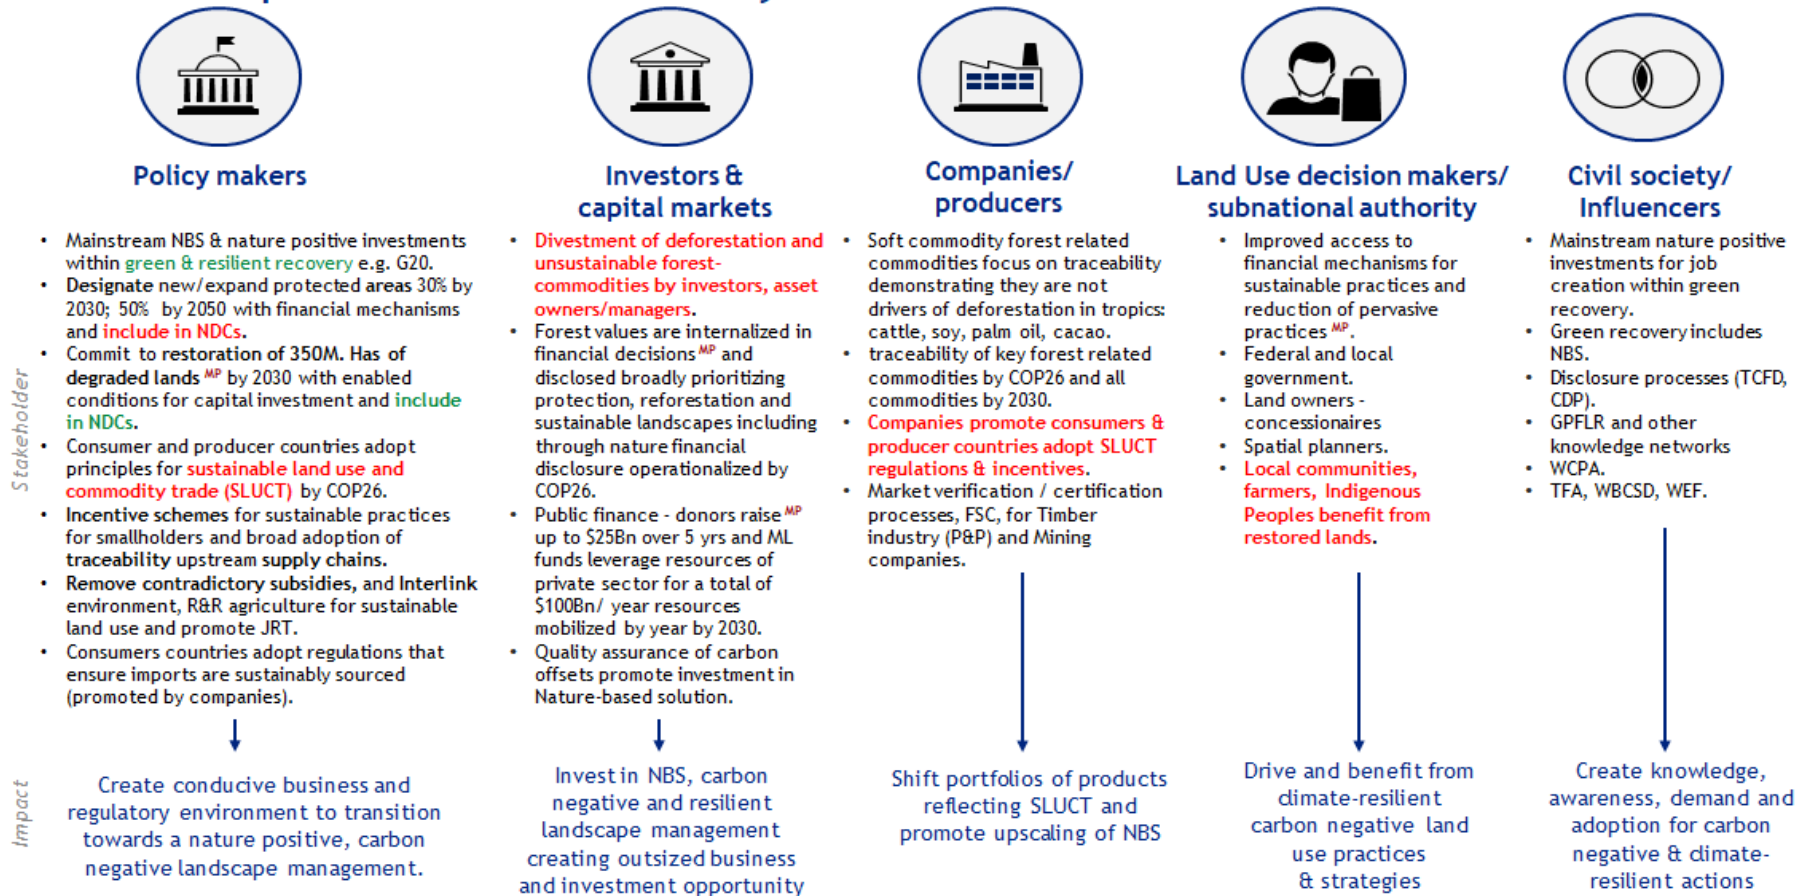 Policy makers
• Mainstream NBS & nature positive investments
within green & resilient recovery e.g. G20.
• Designate new/expand protected areas 30% by
2030; 50% by 2050 with financial mechanisms
and include in NDCs.
• Commit to restoration of 350M. Has of
degraded lands MP by 2030 with enabled
conditions for capital investment and include
in NDCs.
• Consumer and producer countries adopt
principles for sustainable land use and
commodity trade (SLUCT) by COP26.
• Incentive schemes for sustainable practices
for smallholders and broad adoption of
traceability upstream supply chains.
• Remove contradictory subsidies, and Interlink
environment, R&R agriculture for sustainable
land use and promote JRT.
• Consumers countries adopt regulations that
ensure imports are sustainably sourced
(promoted by companies).
Investors &
capital markets
• Divestment of deforestation and
unsustainable forest-
commodities by investors, asset
owners/managers.
• Forest values are internalized in
financial decisions MP and
disclosed broadly prioritizing
protection, reforestation and
sustainable landscapes including
through nature financial
disclosure operationalized by
COP26.
• Public finance - donors raise MP
up to $25Bn over 5 yrs and ML
funds leverage resources of
private sector for a total of
$100Bn/ year resources
mobilized by year by 2030.
• Quality assurance of carbon
offsets promote investment in
Nature-based solution.
Companies/
producers
• Soft commodity forest related
commodities focus on traceability
demonstrating they are not
drivers of deforestation in tropics:
cattle, soy, palm oil, cacao.
• traceability of key forest related
commodities by COP26 and all
commodities by 2030.
• Companies promote consumers &
producer countries adopt SLUCT
regulations & incentives.
• Market verification / certification
processes, FSC, for Timber
industry (P&P) and Mining
companies.
Land Use decision makers/
subnational authority
• Improved access to
financial mechanisms for
sustainable practices and
reduction of pervasive
practices MP.
• Federal and local
government.
• Land owners -
concessionaires
• Spatial planners.
• Local communities,
farmers, Indigenous
Peoples benefit from
restored lands.
Civil society/
Influencers
• Mainstream nature positive
investments for job
creation within green
recovery.
• Green recovery includes
NBS.
• Disclosure processes (TCFD,
CDP).
• GPFLR and other
knowledge networks
• WCPA.
• TFA, WBCSD, WEF.
Stakeholder
Impact
Create conducive business and
regulatory environment to transition
towards a nature positive, carbon
negative landscape management.
Invest in NBS, carbon
negative and resilient
landscape management
creating outsized business
and investment opportunity
Shift portfolios of products
reflecting SLUCT and
promote upscaling of NBS
Drive and benefit from
climate-resilient
carbon negative land
use practices
& strategies
Create knowledge,
awareness, demand and
adoption for carbon
negative & climate-
resilient actions